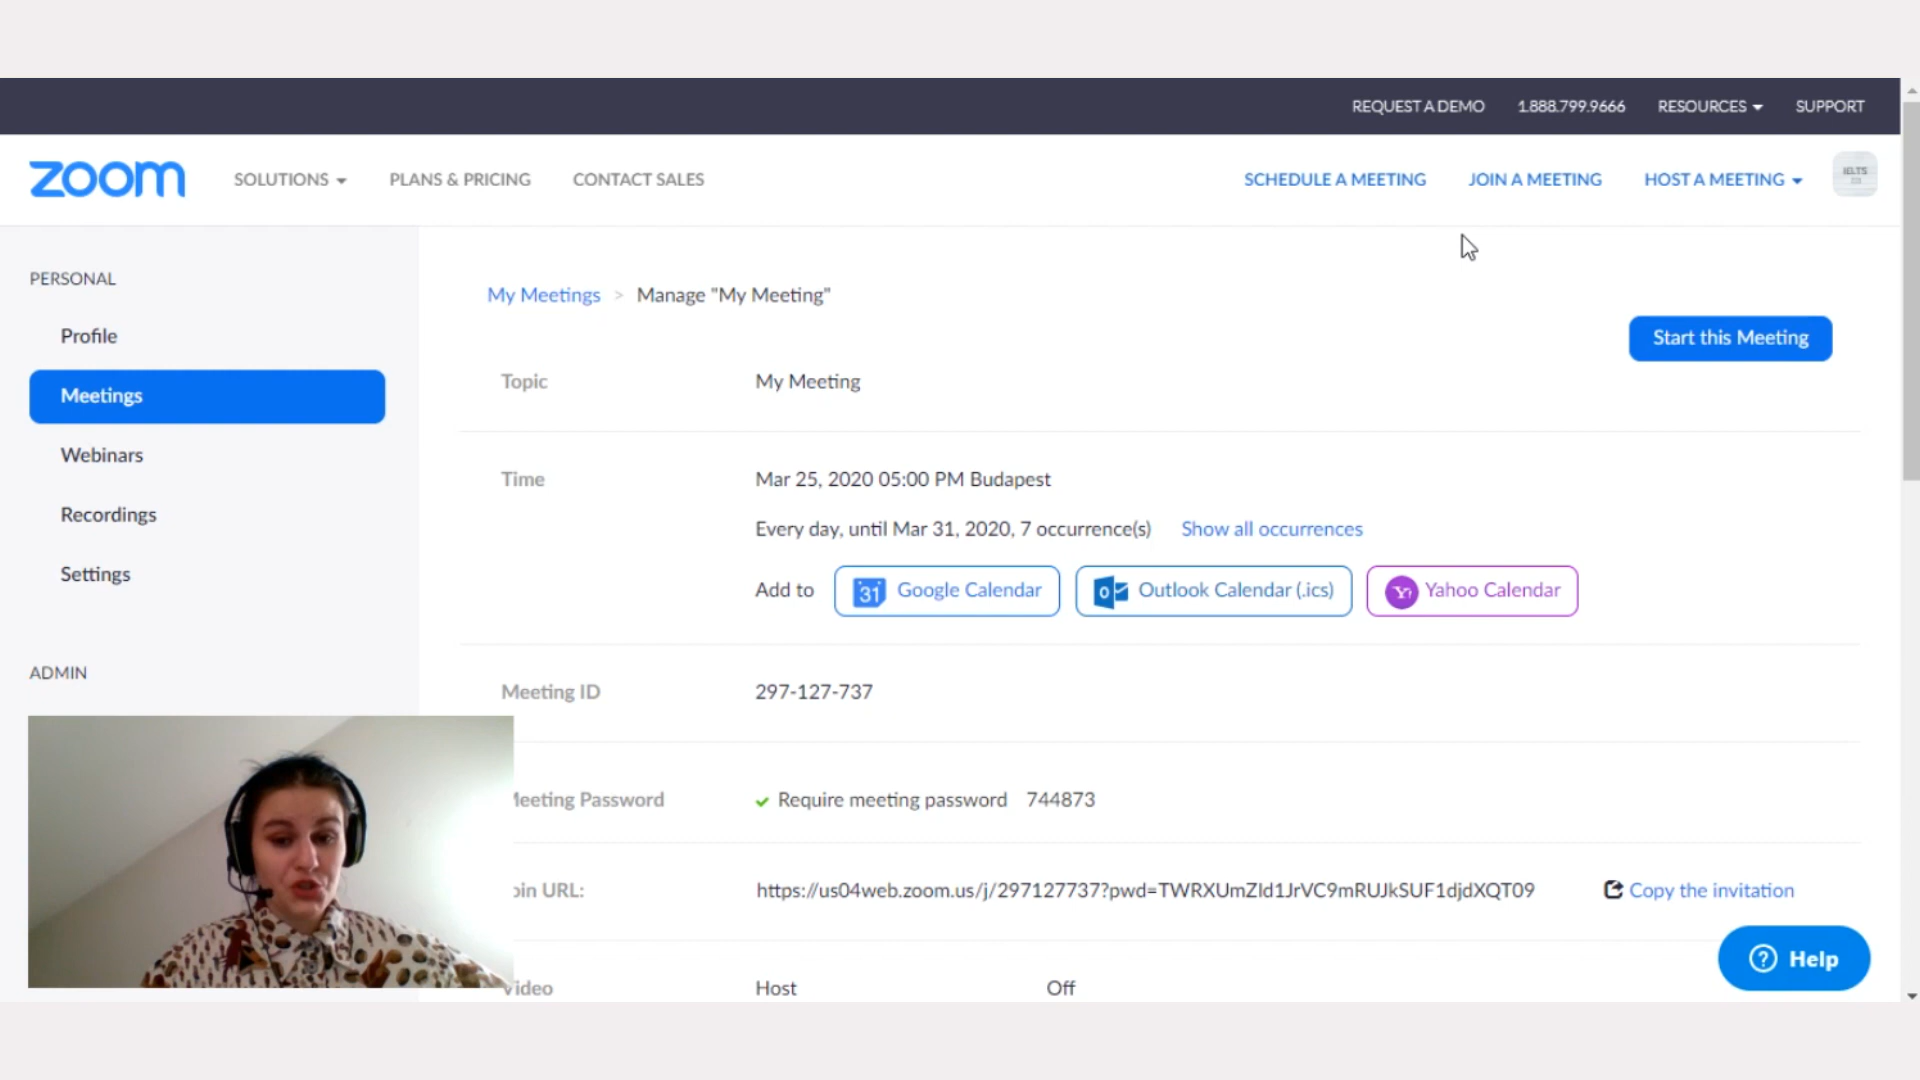 REQUEST A DEMO 1.888.799.9666 RESOURCES SUPPORT
zoom SOLUTIONS PLANS & PRICING CONTACT SALES SCHEDULE A MEETING JOIN A MEETING HOST A MEETING IELTS
PERSONAL
Profile
Meetings
Webinars
Recordings
Settings
ADMIN
My Meetings > Manage "My Meeting"
Start this Meeting
Topic My Meeting
Time Mar 25, 2020 05:00 PM Budapest
Every day, until Mar 31, 2020, 7 occurrence(s) Show all occurrences
Add to 31 Google Calendar Outlook Calendar (.ics) Yahoo Calendar
Meeting ID 297-127-737
Meeting Password Require meeting password 744873
oin URL: https://us04web.zoom.us/j/297127737?pwd=TWRXUmZld1JrVC9mRUJkSUF1djdXQT09 Copy the invitation
Help
Video Host Off